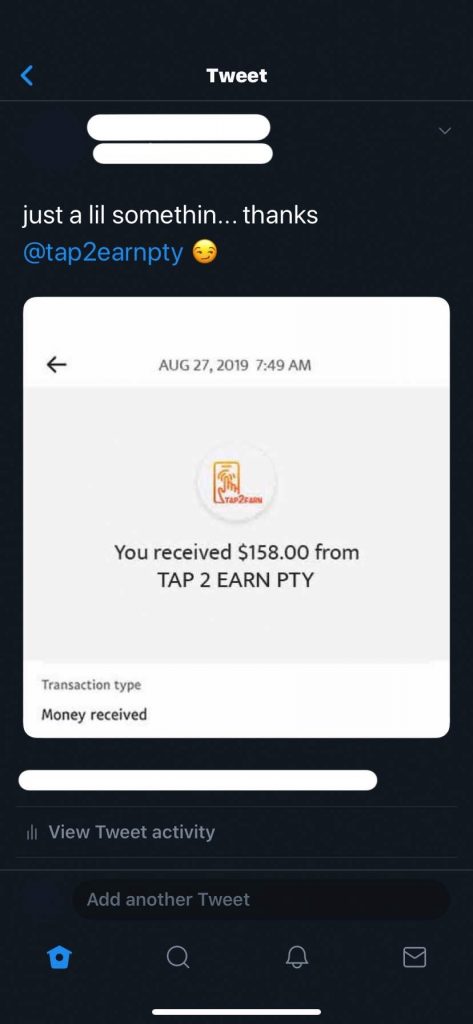 Tweet
just a lil somethin... thanks
@tap2earnpty 😏
AUG 27, 2019 7:49 AM
TAP2EARN
You received $158.00 from
TAP 2 EARN PTY
Transaction type
Money received
View Tweet activity
Add another Tweet